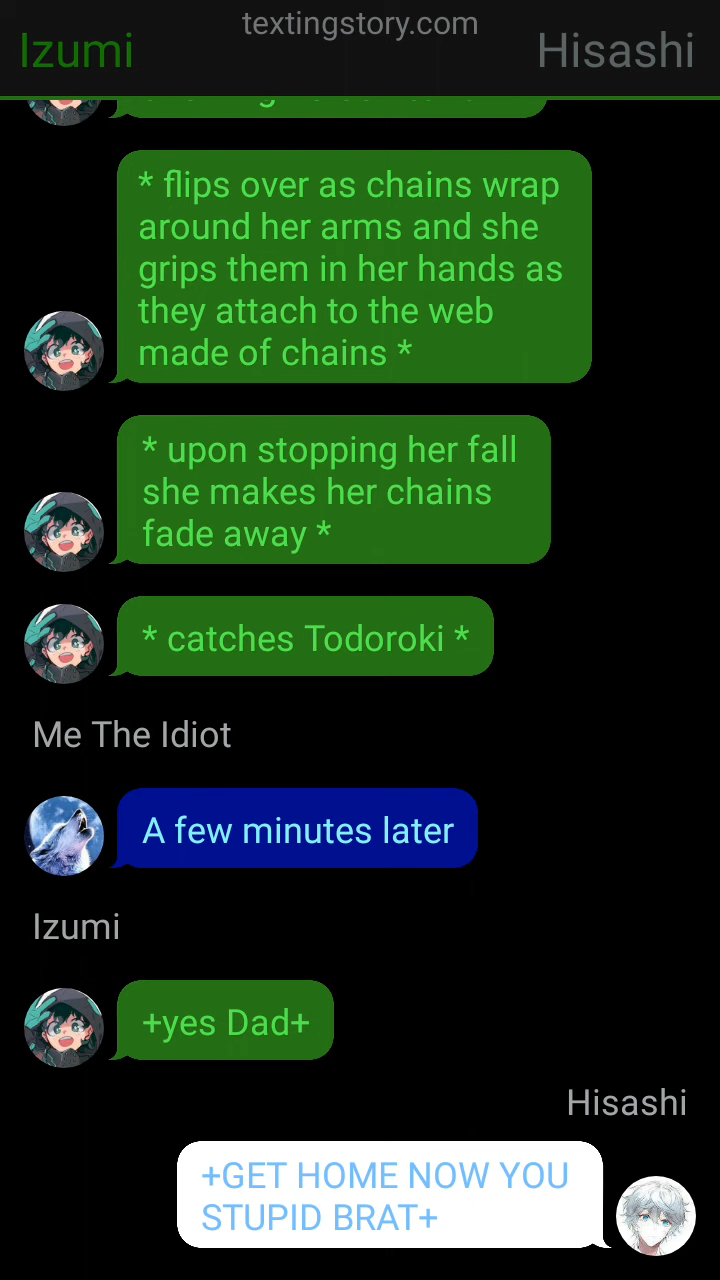 textingstory.com
Izumi
Hisashi
* flips over as chains wrap
around her arms and she
grips them in her hands as
they attach to the web
made of chains *
* upon stopping her fall
she makes her chains
fade away *
* catches Todoroki *
Me The Idiot
A few minutes later
Izumi
+yes Dad+
Hisashi
+GET HOME NOW YOU
STUPID BRAT+